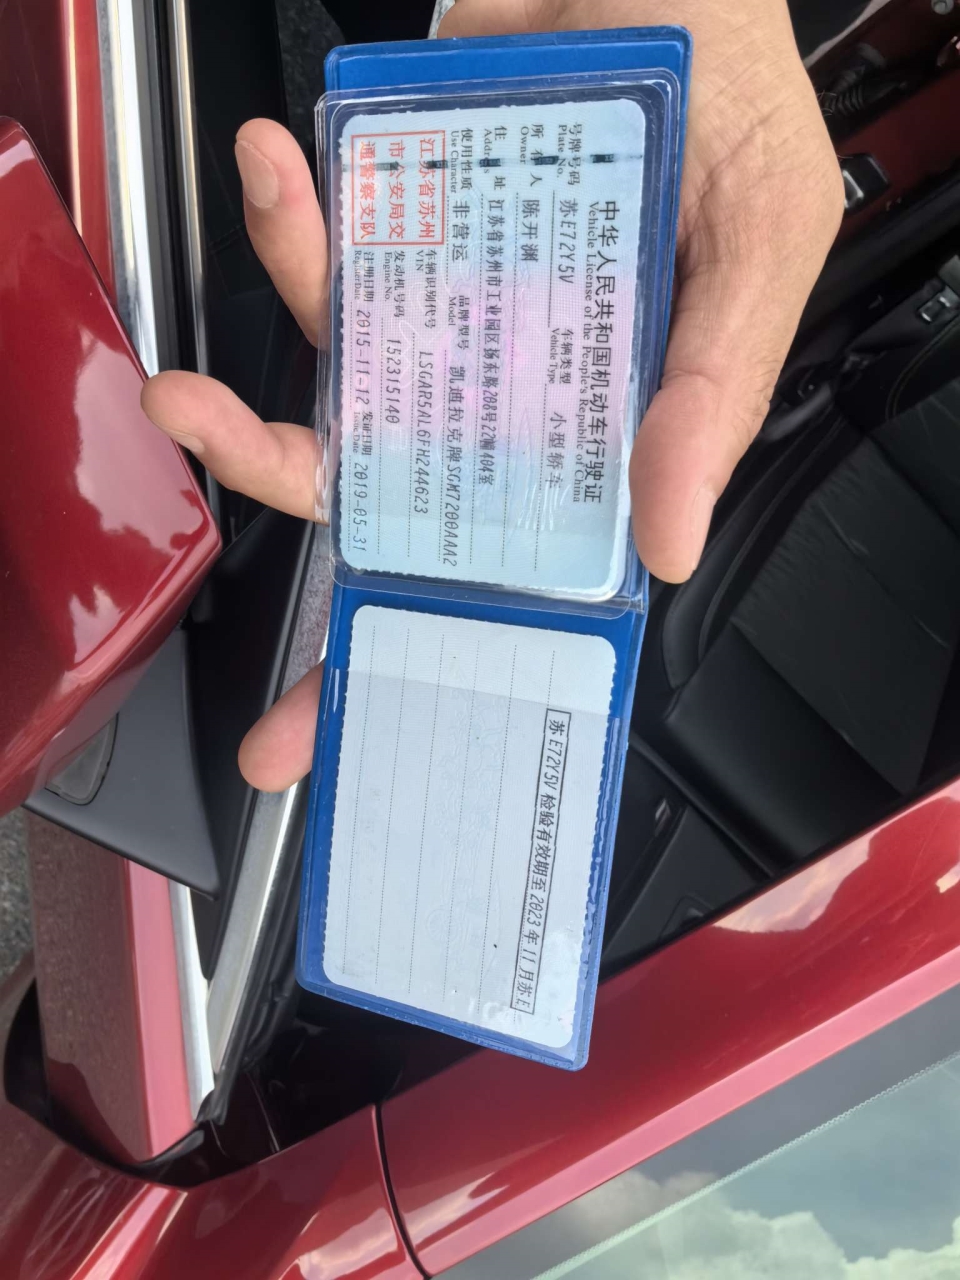 中华人民共和国机动车行驶证
Vehicle License of the People's Republic of China
号牌号码 苏E72Y5V 车辆类型 小型轿车
Plate No. Vehicle Type
所有人 陈开渊
Owner
住址 江苏省苏州市工业园区扬东路208号22幢404室
Address
使用性质 非营运 品牌型号 凯迪拉克牌SGM7200AAA2
Use Character Model
江苏省苏州
市公安局交
通警察支队
车辆识别代号 LSGAR5AL6FH244623
VIN
发动机号码 152315140
Engine No.
注册日期 2015-11-12 发证日期 2019-05-31
Register Date Issue Date
苏E72Y5V 检验有效期至2023年11月苏E